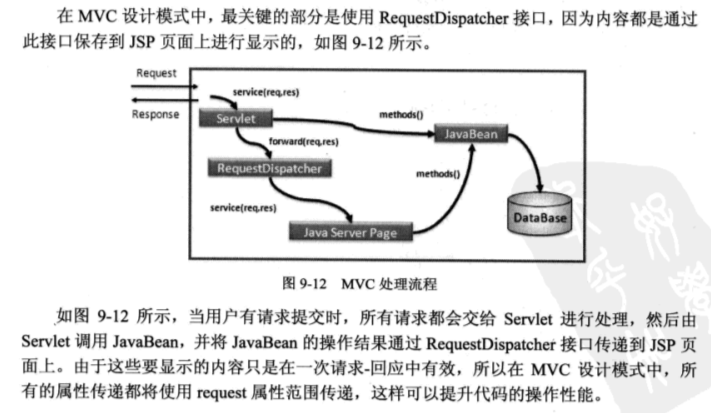 在 MVC 设计模式中，最关键的部分是使用 RequestDispatcher 接口，因为内容都是通过
此接口保存到 JSP 页面上进行显示的，如图 9-12 所示。
Request
service(req,res)
Response
Servlet
methods()
JavaBean
forward(req,res)
RequestDispatcher
methods()
service(req,res)
DataBase
Java Server Page
图 9-12 MVC 处理流程
如图 9-12 所示，当用户有请求提交时，所有请求都会交给 Servlet 进行处理，然后由
Servlet 调用 JavaBean，并将 JavaBean 的操作结果通过 RequestDispatcher 接口传递到 JSP 页
面上。由于这些要显示的内容只是在一次请求-回应中有效，所以在 MVC 设计模式中，所
有的属性传递都将使用 request 属性范围传递，这样可以提升代码的操作性能。